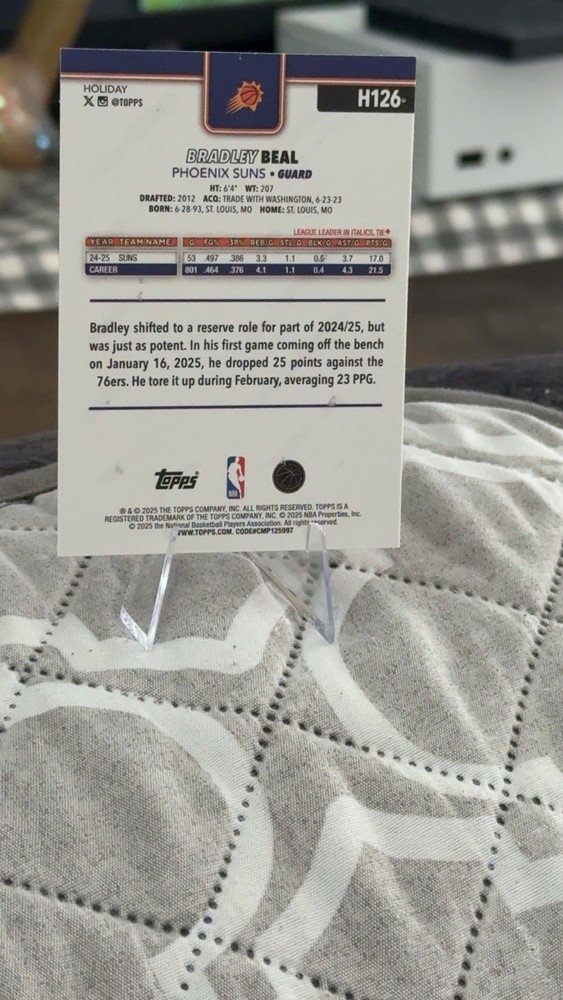 HOLIDAY
X @TOPPS
H126
BRADLEY BEAL
PHOENIX SUNS • GUARD
HT: 6'4" WT: 207
DRAFTED: 2012 ACQ: TRADE WITH WASHINGTON, 6-23-23
BORN: 6-28-93, ST. LOUIS, MO HOME: ST. LOUIS, MO
LEAGUE LEADER IN ITALICS, TIE♦
YEAR TEAM NAME G FG% 3P% REB/G STL/G BLK/G AST/G PTS/G
24-25 SUNS 53 .497 .386 3.3 1.1 0.5 3.7 17.0
CAREER 801 .464 .376 4.1 1.1 0.4 4.3 21.5
Bradley shifted to a reserve role for part of 2024/25, but
was just as potent. In his first game coming off the bench
on January 16, 2025, he dropped 25 points against the
76ers. He tore it up during February, averaging 23 PPG.
Topps NBA
® & © 2025 THE TOPPS COMPANY, INC. ALL RIGHTS RESERVED. TOPPS IS A
REGISTERED TRADEMARK OF THE TOPPS COMPANY, INC. © 2025 NBA Properties, Inc.
© 2025 the National Basketball Players Association. All rights reserved.
WWW.TOPPS.COM. CODE#CMP125997